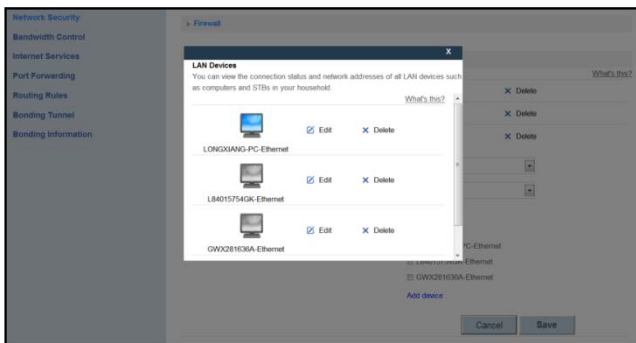 Network Security
Bandwidth Control
Internet Services
Port Forwarding
Routing Rules
Bonding Tunnel
Bonding Information
Firewall
X
LAN Devices
You can view the connection status and network addresses of all LAN devices such
as computers and STBs in your household.
What's this?
Edit X Delete
LONGXIANG-PC-Ethernet
Edit X Delete
L84015754GK-Ethernet
Edit X Delete
GWX281636A-Ethernet
What's this?
X Delete
X Delete
X Delete
PC-Ethernet
L84015754GK-Ethernet
GWX281636A-Ethernet
Add device
Cancel Save